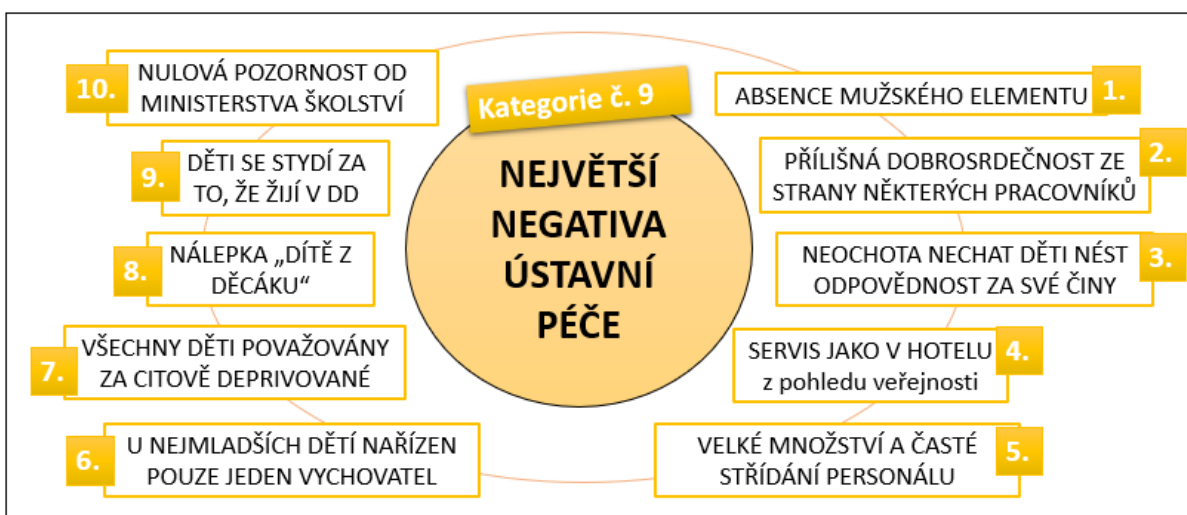 Kategorie č. 9
NEJVĚTŠÍ
NEGATIVA
ÚSTAVNÍ
PÉČE
1.
ABSENCE MUŽSKÉHO ELEMENTU
2.
PŘÍLIŠNÁ DOBROSRDEČNOST ZE
STRANY NĚKTERÝCH PRACOVNÍKŮ
3.
NEOCHOTA NECHAT DĚTI NÉST
ODPOVĚDNOST ZA SVÉ ČINY
4.
SERVIS JAKO V HOTELU
z pohledu veřejnosti
5.
VELKÉ MNOŽSTVÍ A ČASTÉ
STŘÍDÁNÍ PERSONÁLU
6.
U NEJMLADŠÍCH DĚTÍ NAŘÍZEN
POUZE JEDEN VYCHOVATEL
7.
VŠECHNY DĚTI POVAŽOVÁNY
ZA CITOVĚ DEPRIVOVANÉ
8.
NÁLEPKA „DÍTĚ Z
DĚCÁKU“
9.
DĚTI SE STYDÍ ZA
TO, ŽE ŽIJÍ V DD
10.
NULOVÁ POZORNOST OD
MINISTERSTVA ŠKOLSTVÍ